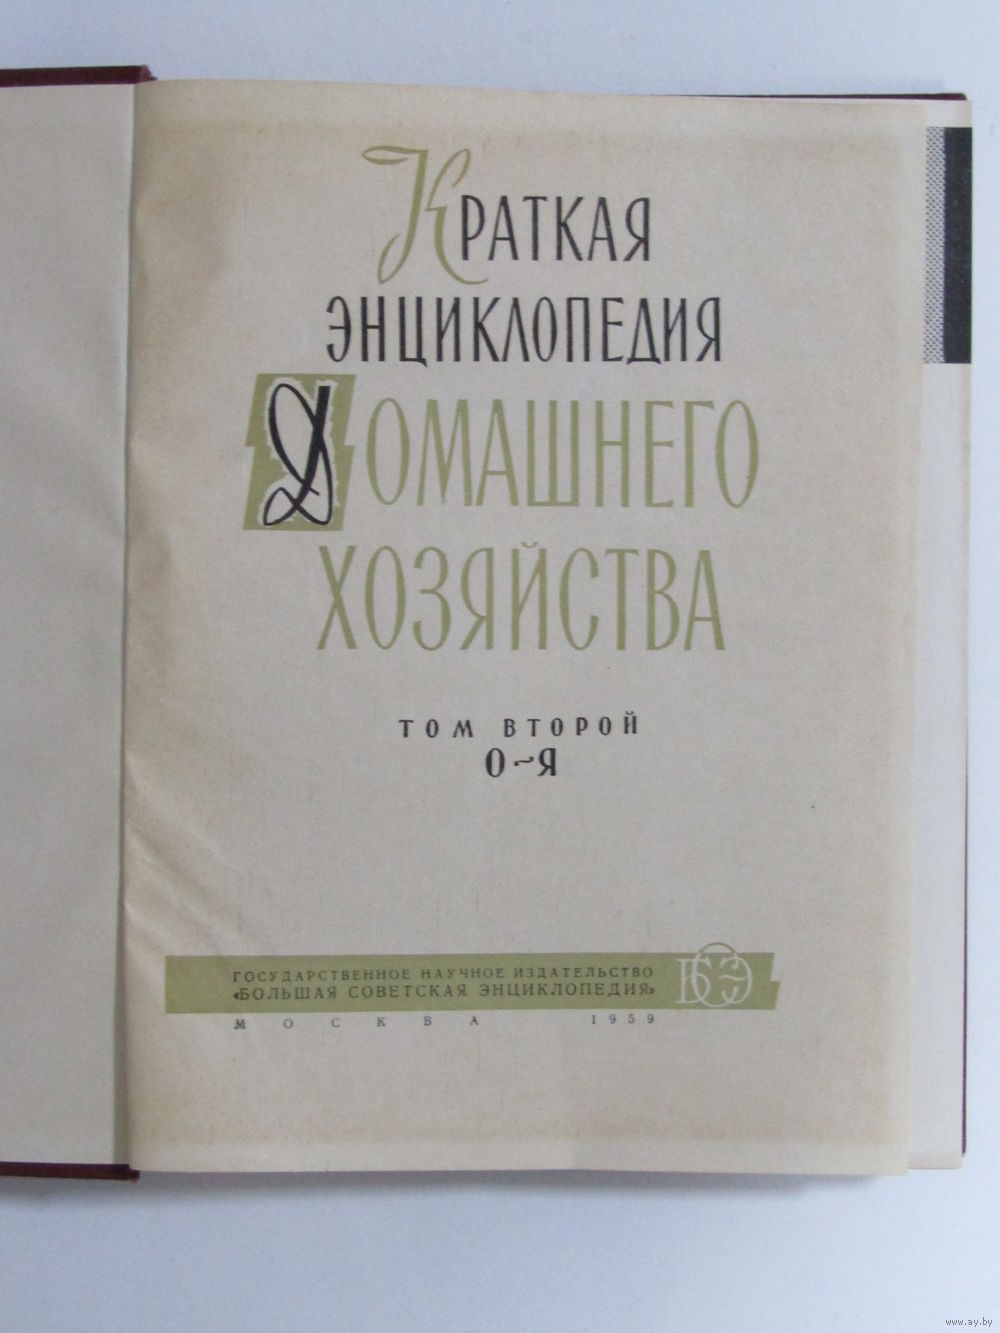 КРАТКАЯ
ЭНЦИКЛОПЕДИЯ
ДОМАШНЕГО
ХОЗЯЙСТВА
ТОМ ВТОРОЙ
О~Я
ГОСУДАРСТВЕННОЕ НАУЧНОЕ ИЗДАТЕЛЬСТВО
«БОЛЬШАЯ СОВЕТСКАЯ ЭНЦИКЛОПЕДИЯ»
БСЭ
МОСКВА 1959
www.ay.by